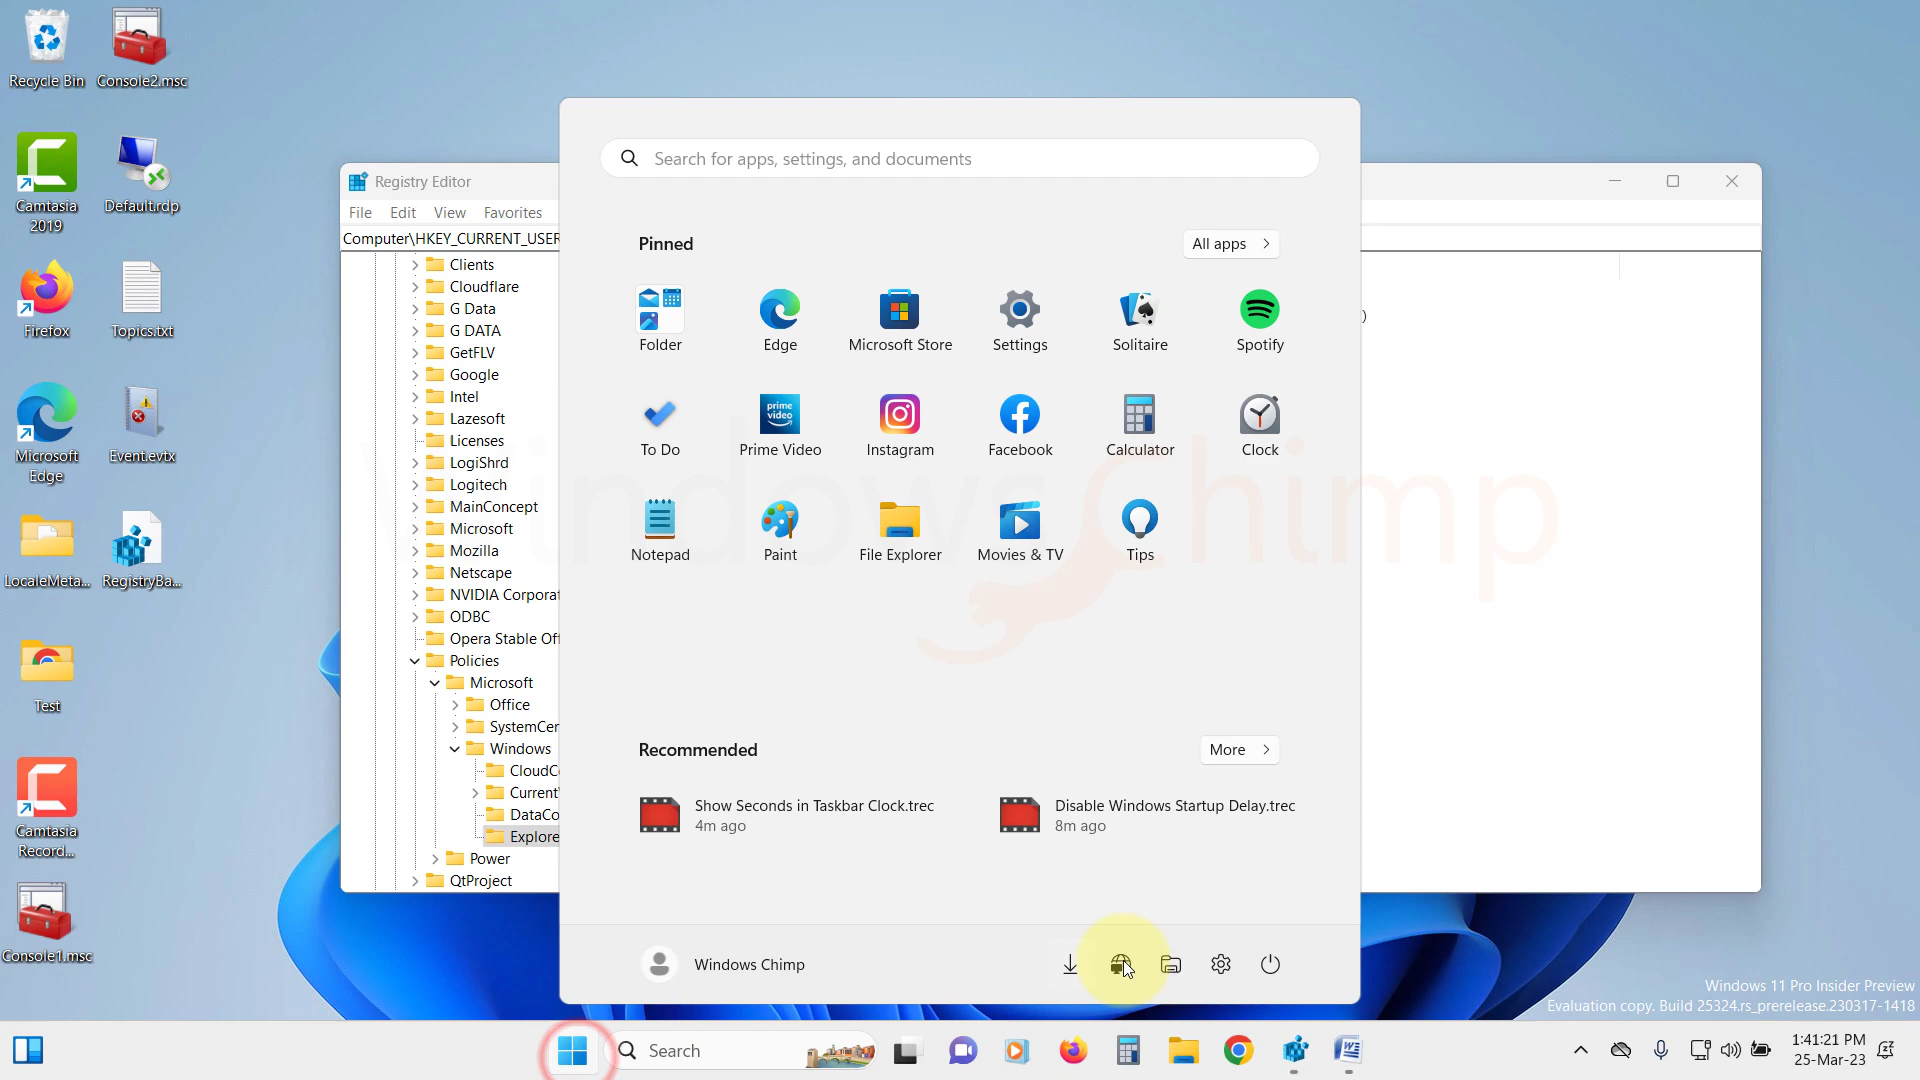 Recycle Bin
Console2.msc
Camtasia
2019
Default.rdp
Firefox
Topics.txt
Microsoft
Edge
Event.evtx
LocaleMeta...
RegistryBa...
Test
Camtasia
Record...
Console1.msc
Registry Editor
File Edit View Favorites
Computer\HKEY_CURRENT_USER
Clients
Cloudflare
G Data
G DATA
GetFLV
Google
Intel
Lazesoft
Licenses
LogiShrd
Logitech
MainConcept
Microsoft
Mozilla
Netscape
NVIDIA Corporat
ODBC
Opera Stable Off
Policies
Microsoft
Office
SystemCer
Windows
CloudC
Current
DataCo
Explore
Power
QtProject
)
Search for apps, settings, and documents
Pinned
All apps
Folder
Edge
Microsoft Store
Settings
Solitaire
Spotify
To Do
prime
video
Prime Video
Instagram
Facebook
Calculator
Clock
Notepad
Paint
File Explorer
Movies & TV
Tips
WindowsChimp
Recommended
More
Show Seconds in Taskbar Clock.trec
4m ago
Disable Windows Startup Delay.trec
8m ago
Windows Chimp
Windows 11 Pro Insider Preview
Evaluation copy. Build 25324.rs_prerelease.230317-1418
Search
1:41:21 PM
25-Mar-23